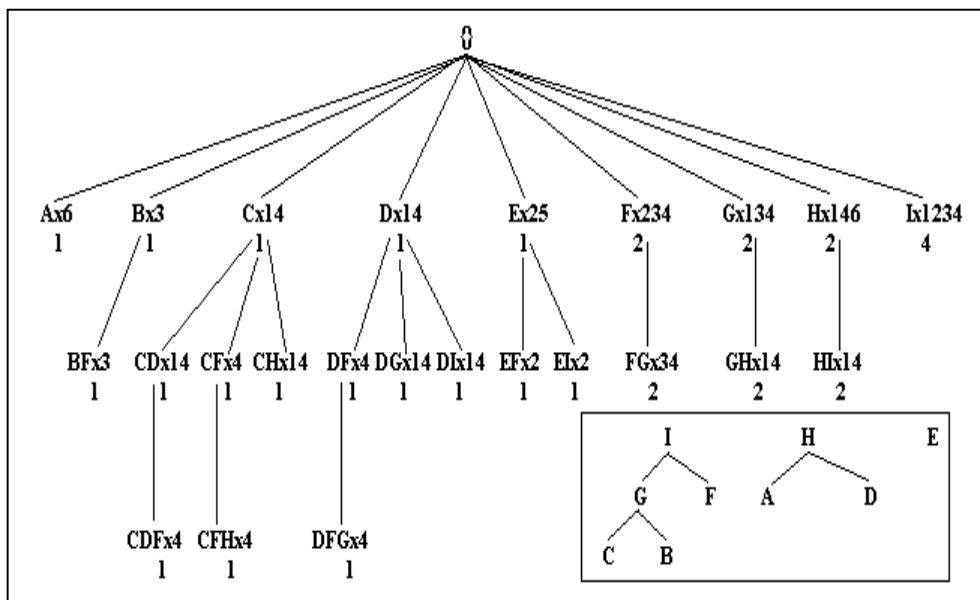 {}
Ax6 Bx3 Cx14 Dx14 Ex25 Fx234 Gx134 Hx146 Ix1234
1 1 1 1 1 2 2 2 4
BFx3 CDx14 CFx4 CHx14 DFx4 DGx14 DIx14 EFx2 EIx2 FGx34 GHx14 HIx14
1 1 1 1 1 1 1 1 1 2 2 2
I H E
G F A D
CDFx4 CFHx4 DFGx4 C B
1 1 1